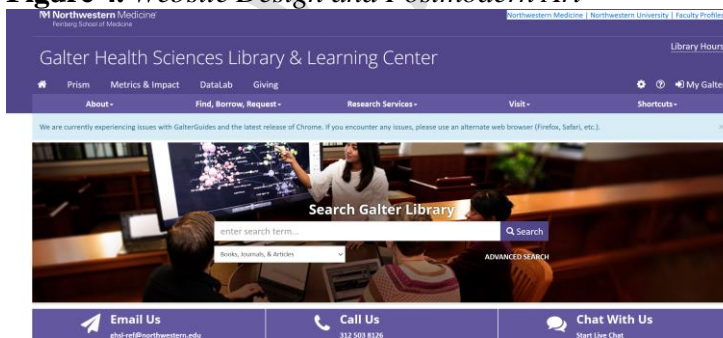 Figure 4. Website Design and Postmodern Art
Northwestern Medicine
Feinberg School of Medicine
Northwestern Medicine | Northwestern University | Faculty Profiles
Library Hours
Galter Health Sciences Library & Learning Center
Prism Metrics & Impact DataLab Giving My Galter
About Find, Borrow, Request Research Services Visit Shortcuts
We are currently experiencing issues with GalterGuides and the latest release of Chrome. If you encounter any issues, please use an alternate web browser (Firefox, Safari, etc.).
Search Galter Library
enter search term... Search
Books, Journals, & Articles ADVANCED SEARCH
Email Us Call Us Chat With Us
ghsl-ref@northwestern.edu 312 503 8126 Start Live Chat